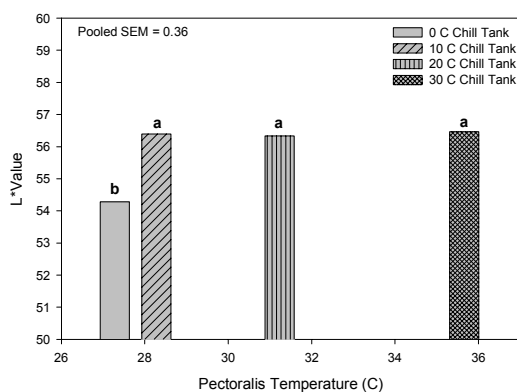 60
Pooled SEM = 0.36
0 C Chill Tank
10 C Chill Tank
20 C Chill Tank
30 C Chill Tank
59
58
57
56
55
54
53
52
51
50
a
a
a
b
L*Value
26
28
30
32
34
36
Pectoralis Temperature (C)